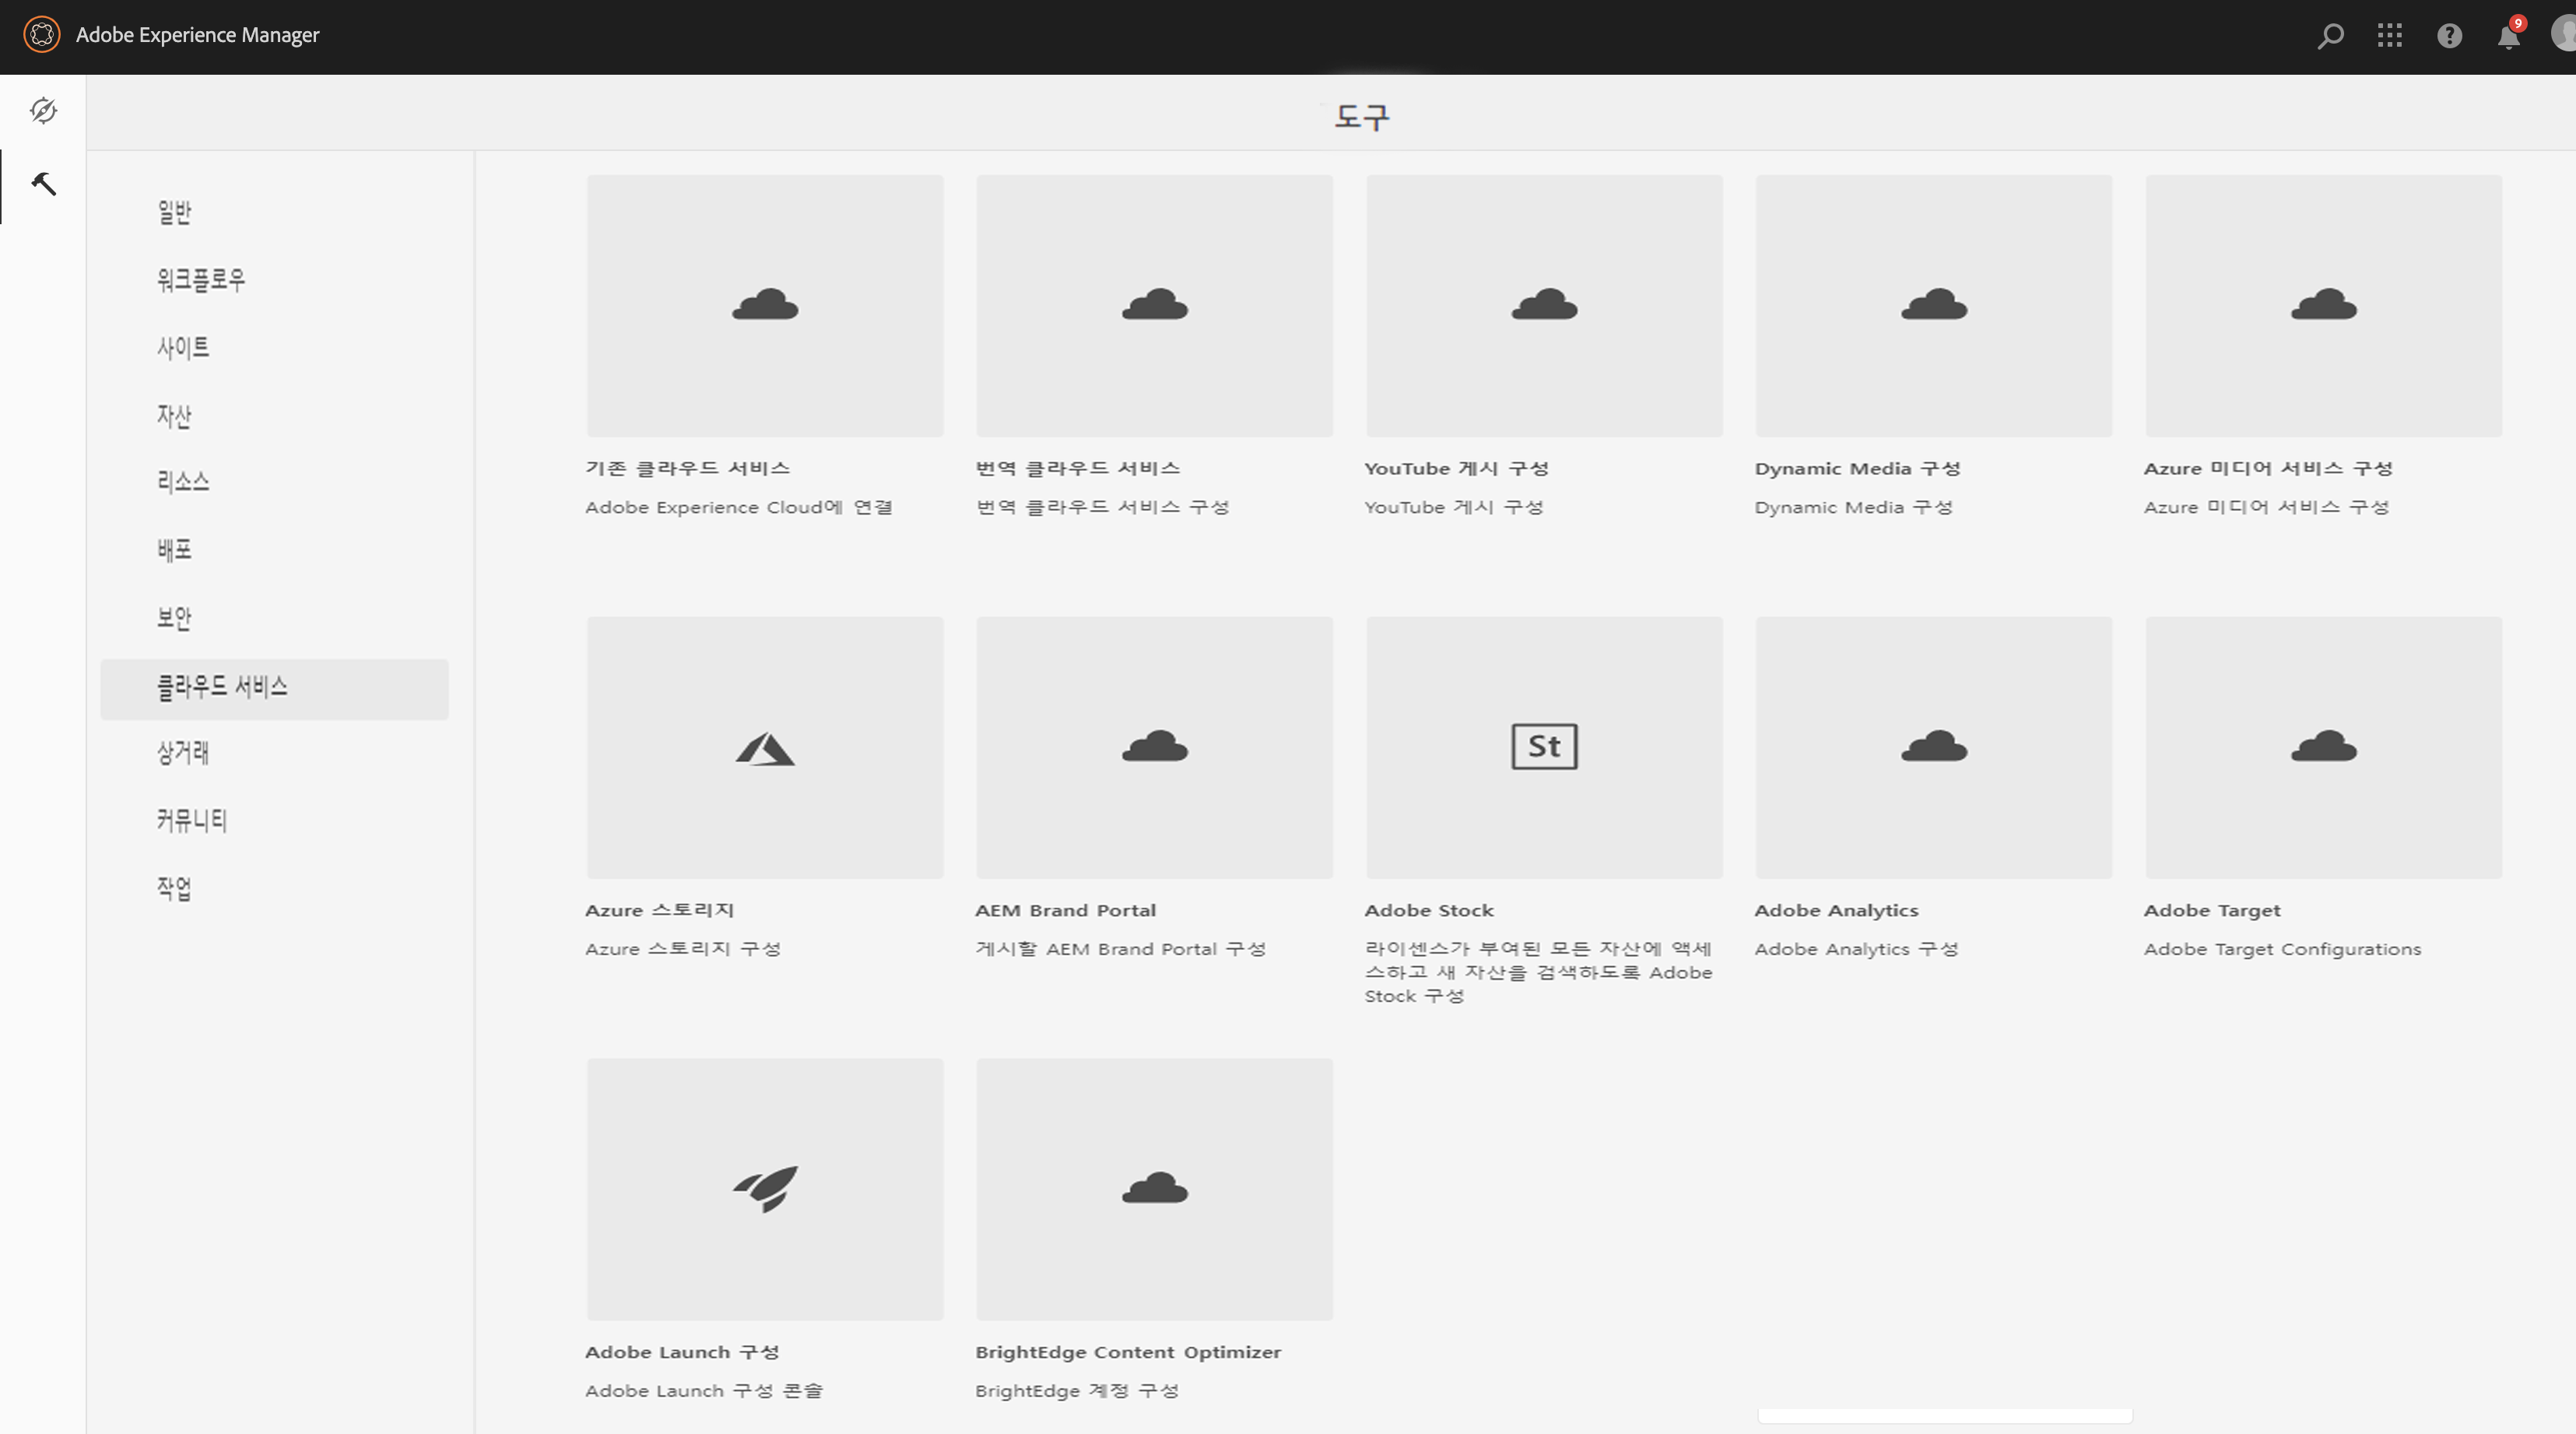 Adobe Experience Manager
9
도구
일반
워크플로우
사이트
자산
리소스
배포
보안
클라우드 서비스
상거래
커뮤니티
작업
기존 클라우드 서비스
Adobe Experience Cloud에 연결
번역 클라우드 서비스
번역 클라우드 서비스 구성
YouTube 게시 구성
YouTube 게시 구성
Dynamic Media 구성
Dynamic Media 구성
Azure 미디어 서비스 구성
Azure 미디어 서비스 구성
Azure 스토리지
Azure 스토리지 구성
AEM Brand Portal
게시할 AEM Brand Portal 구성
St
Adobe Stock
라이센스가 부여된 모든 자산에 액세
스하고 새 자산을 검색하도록 Adobe
Stock 구성
Adobe Analytics
Adobe Analytics 구성
Adobe Target
Adobe Target Configurations
Adobe Launch 구성
Adobe Launch 구성 콘솔
BrightEdge Content Optimizer
BrightEdge 계정 구성